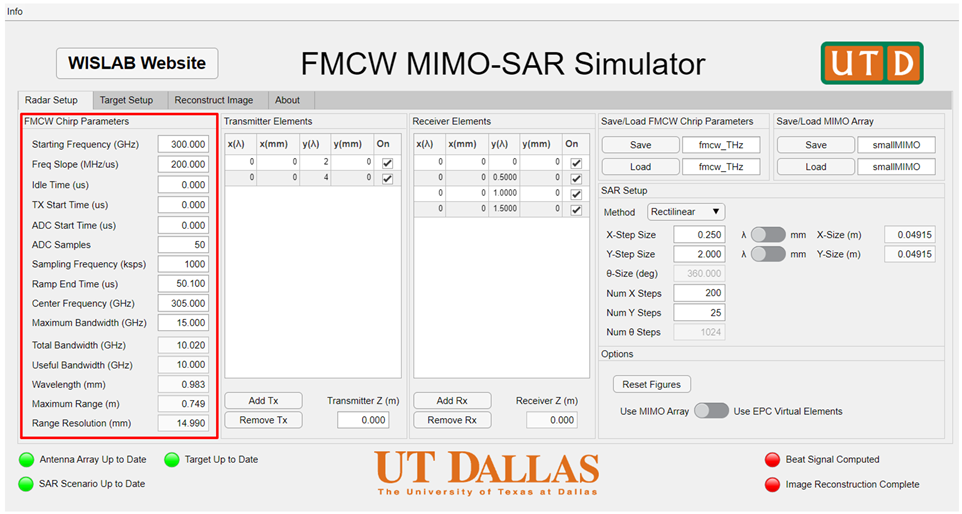 Info
WISLAB Website
FMCW MIMO-SAR Simulator
UTD
Radar Setup Target Setup Reconstruct Image About
FMCW Chirp Parameters
Starting Frequency (GHz) 300.000
Freq Slope (MHz/us) 200.000
Idle Time (us) 0.000
TX Start Time (us) 0.000
ADC Start Time (us) 0.000
ADC Samples 50
Sampling Frequency (ksps) 1000
Ramp End Time (us) 50.100
Center Frequency (GHz) 305.000
Maximum Bandwidth (GHz) 15.000
Total Bandwidth (GHz) 10.020
Useful Bandwidth (GHz) 10.000
Wavelength (mm) 0.983
Maximum Range (m) 0.749
Range Resolution (mm) 14.990
Transmitter Elements
x(λ) x(mm) y(λ) y(mm) On
0 0 2 0
0 0 4 0
Add Tx Transmitter Z (m)
Remove Tx 0.000
Receiver Elements
x(λ) x(mm) y(λ) y(mm) On
0 0 0 0
0 0 0.5000 0
0 0 1.0000 0
0 0 1.5000 0
Add Rx Receiver Z (m)
Remove Rx 0.000
Save/Load FMCW Chrip Parameters
Save fmcw_THz
Load fmcw_THz
Save/Load MIMO Array
Save smallMIMO
Load smallMIMO
SAR Setup
Method Rectilinear
X-Step Size 0.250 λ mm X-Size (m) 0.04915
Y-Step Size 2.000 λ mm Y-Size (m) 0.04915
θ-Size (deg) 360.000
Num X Steps 200
Num Y Steps 25
Num θ Steps 1024
Options
Reset Figures
Use MIMO Array Use EPC Virtual Elements
Antenna Array Up to Date Target Up to Date
SAR Scenario Up to Date
UT DALLAS
The University of Texas at Dallas
Beat Signal Computed
Image Reconstruction Complete